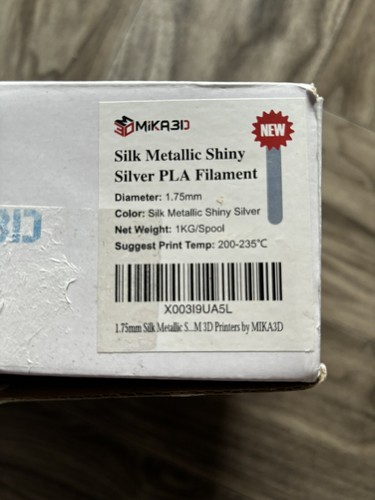 MIKA3D
NEW
Silk Metallic Shiny
Silver PLA Filament
Diameter: 1.75mm
Color: Silk Metallic Shiny Silver
Net Weight: 1KG/Spool
Suggest Print Temp: 200-235℃
3D
X003I9UA5L
1.75mm Silk Metallic S...M 3D Printers by MIKA3D